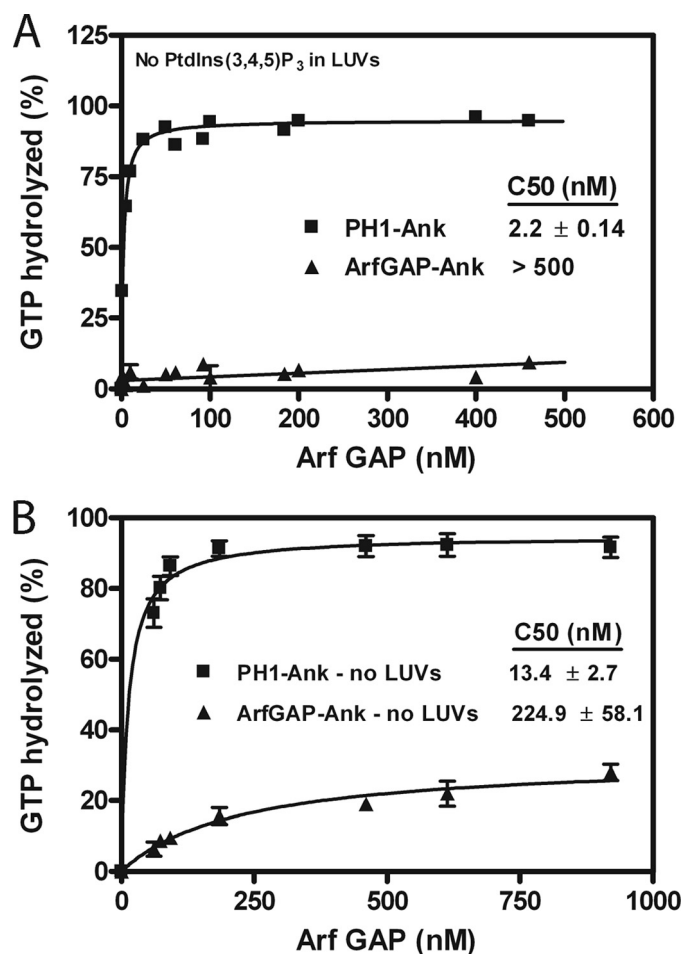 A
125
100
75
50
25
0
GTP hydrolyzed (%)
No PtdIns(3,4,5)P3 in LUVs
C50 (nM)
PH1-Ank 2.2 ± 0.14
ArfGAP-Ank > 500
0 100 200 300 400 500 600
Arf GAP (nM)
B
100
80
60
40
20
0
GTP hydrolyzed (%)
C50 (nM)
PH1-Ank - no LUVs 13.4 ± 2.7
ArfGAP-Ank - no LUVs 224.9 ± 58.1
0 250 500 750 1000
Arf GAP (nM)